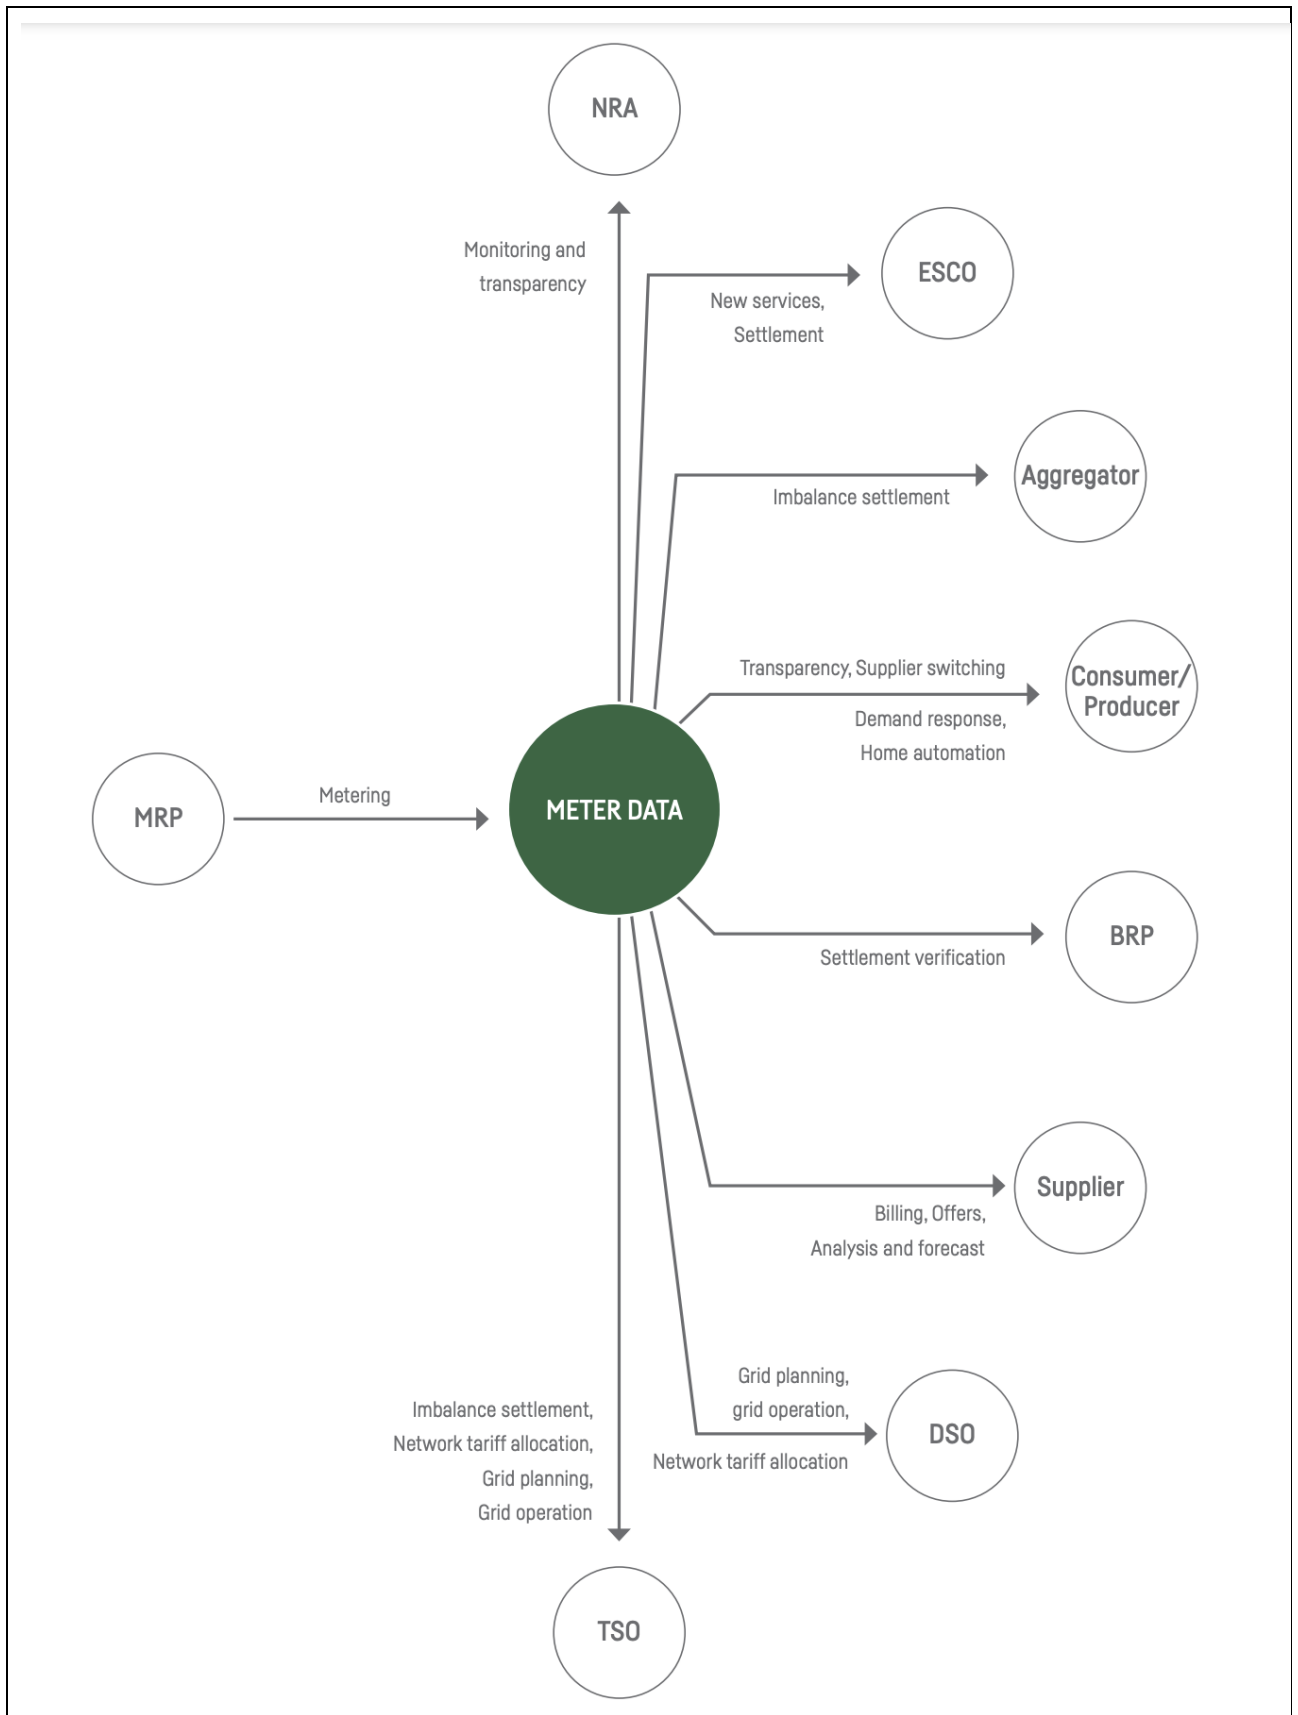 NRA
Monitoring and
transparency
ESCO
New services,
Settlement
Aggregator
Imbalance settlement
Transparency, Supplier switching
Consumer/
Producer
Demand response,
Home automation
MRP
Metering
METER DATA
BRP
Settlement verification
Supplier
Billing, Offers,
Analysis and forecast
Grid planning,
grid operation,
DSO
Network tariff allocation
Imbalance settlement,
Network tariff allocation,
Grid planning,
Grid operation
TSO